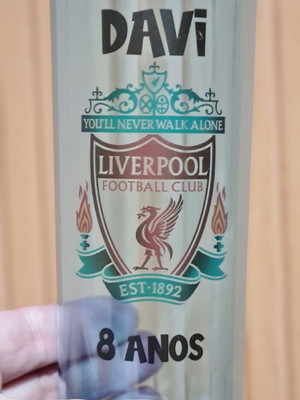 DAVi
YOU'LL NEVER WALK ALONE
LIVERPOOL
FOOTBALL CLUB
EST·1892
8 ANOS